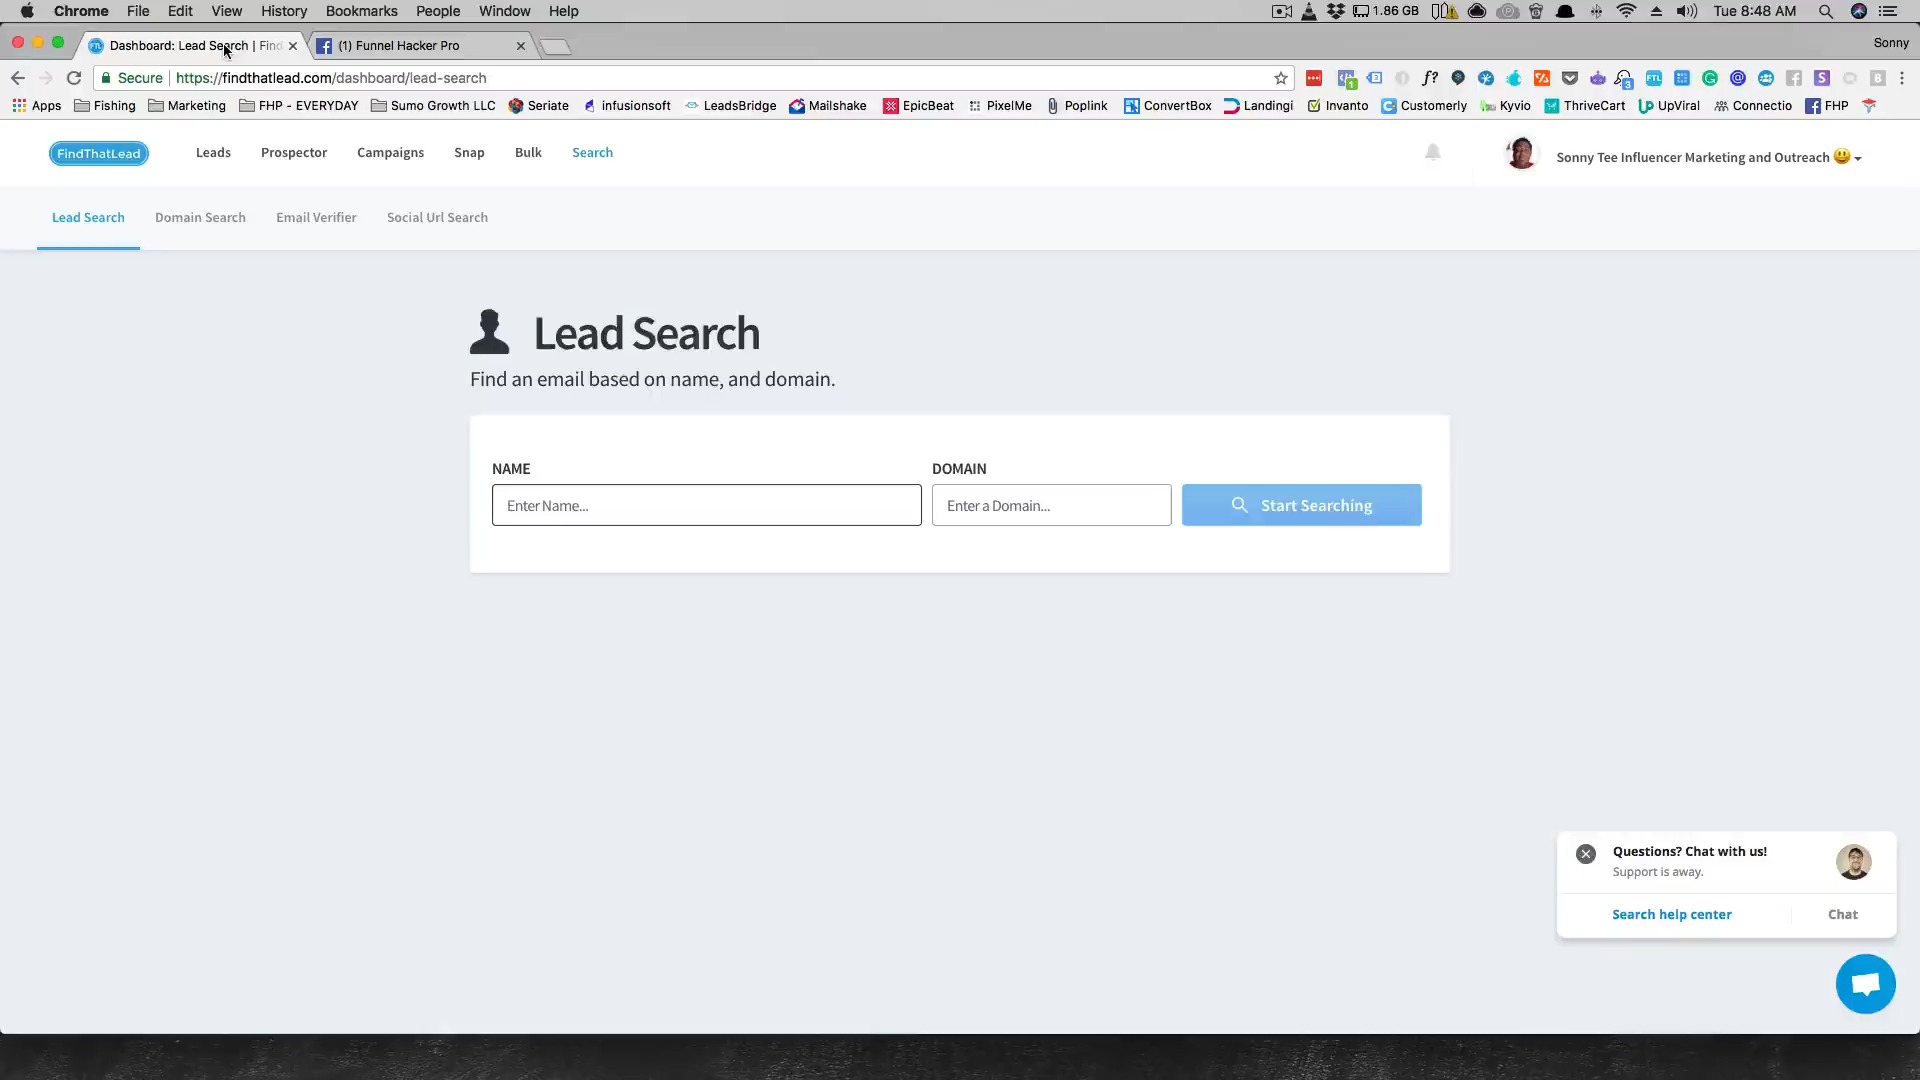 Chrome File Edit View History Bookmarks People Window Help 1.86 GB Tue 8:48 AM
Dashboard: Lead Search | Find (1) Funnel Hacker Pro Sonny
Secure https://findthatlead.com/dashboard/lead-search
Apps Fishing Marketing FHP - EVERYDAY Sumo Growth LLC Seriate infusionsoft LeadsBridge Mailshake EpicBeat PixelMe Poplink ConvertBox Landingi Invanto Customerly Kyvio ThriveCart UpViral Connectio FHP
FindThatLead Leads Prospector Campaigns Snap Bulk Search Sonny Tee Influencer Marketing and Outreach 😃
Lead Search Domain Search Email Verifier Social Url Search
Lead Search
Find an email based on name, and domain.
NAME DOMAIN
Enter Name... Enter a Domain... Start Searching
Questions? Chat with us!
Support is away.
Search help center Chat